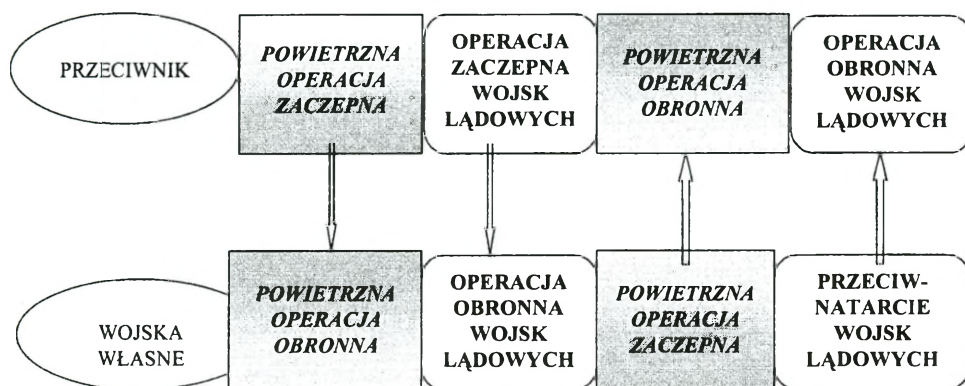 PRZECIWNIK
POWIETRZNA
OPERACJA
ZACZEPNA
OPERACJA
ZACZEPNA
WOJSK
LĄDOWYCH
POWIETRZNA
OPERACJA
OBRONNA
OPERACJA
OBRONNA
WOJSK
LĄDOWYCH
WOJSKA
WŁASNE
POWIETRZNA
OPERACJA
OBRONNA
OPERACJA
OBRONNA
WOJSK
LĄDOWYCH
POWIETRZNA
OPERACJA
ZACZEPNA
PRZECIW-
NATARCIE
WOJSK
LĄDOWYCH